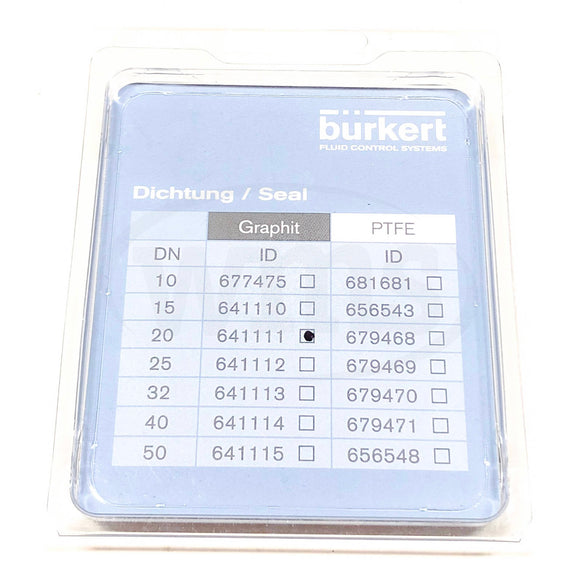 bürkert
FLUID CONTROL SYSTEMS
Dichtung / Seal
Graphit PTFE
DN ID ID
10 677475 ☐ 681681 ☐
15 641110 ☐ 656543 ☐
20 641111 ☒ 679468 ☐
25 641112 ☐ 679469 ☐
32 641113 ☐ 679470 ☐
40 641114 ☐ 679471 ☐
50 641115 ☐ 656548 ☐